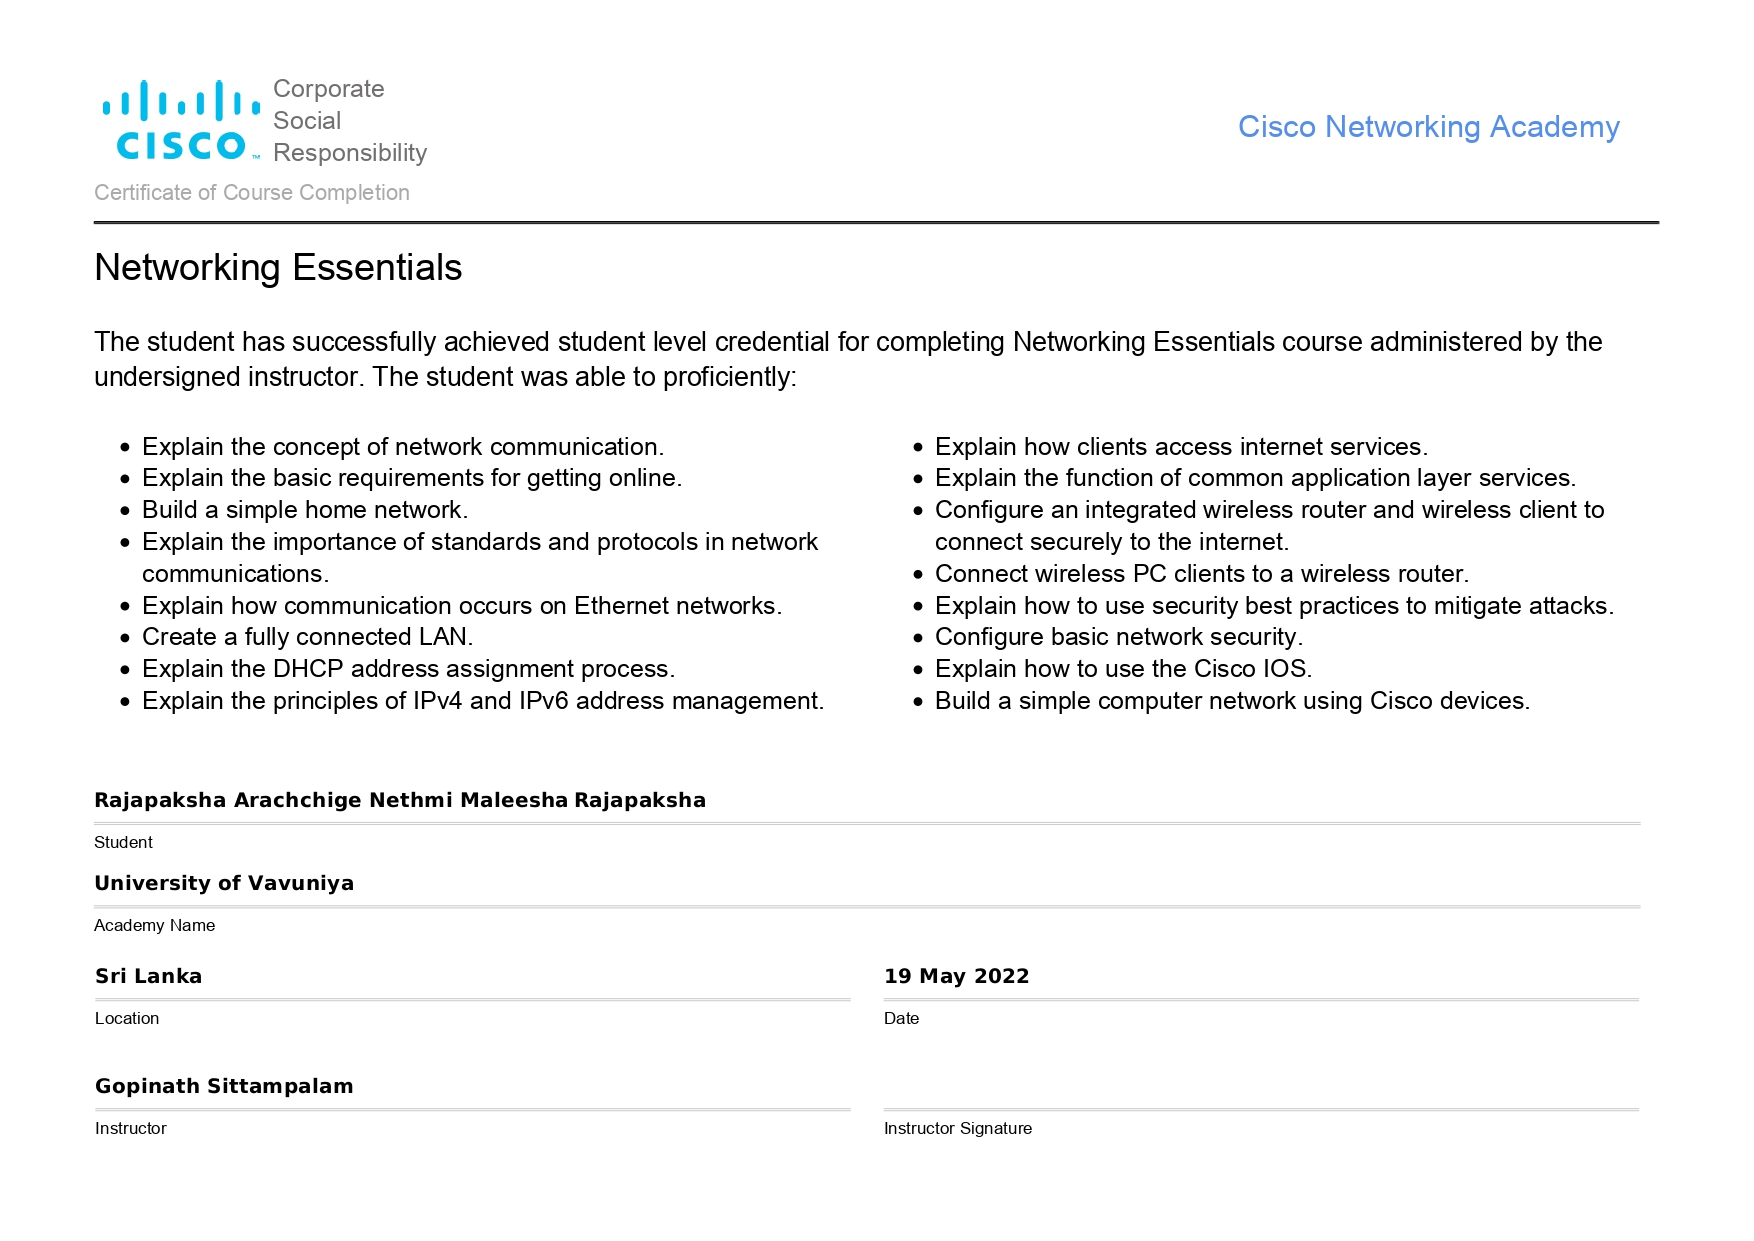 Corporate
Social
Responsibility
CISCO™
Cisco Networking Academy
Certificate of Course Completion
Networking Essentials
The student has successfully achieved student level credential for completing Networking Essentials course administered by the
undersigned instructor. The student was able to proficiently:
• Explain the concept of network communication.
• Explain the basic requirements for getting online.
• Build a simple home network.
• Explain the importance of standards and protocols in network
communications.
• Explain how communication occurs on Ethernet networks.
• Create a fully connected LAN.
• Explain the DHCP address assignment process.
• Explain the principles of IPv4 and IPv6 address management.
• Explain how clients access internet services.
• Explain the function of common application layer services.
• Configure an integrated wireless router and wireless client to
connect securely to the internet.
• Connect wireless PC clients to a wireless router.
• Explain how to use security best practices to mitigate attacks.
• Configure basic network security.
• Explain how to use the Cisco IOS.
• Build a simple computer network using Cisco devices.
Rajapaksha Arachchige Nethmi Maleesha Rajapaksha
Student
University of Vavuniya
Academy Name
Sri Lanka
Location
19 May 2022
Date
Gopinath Sittampalam
Instructor
Instructor Signature